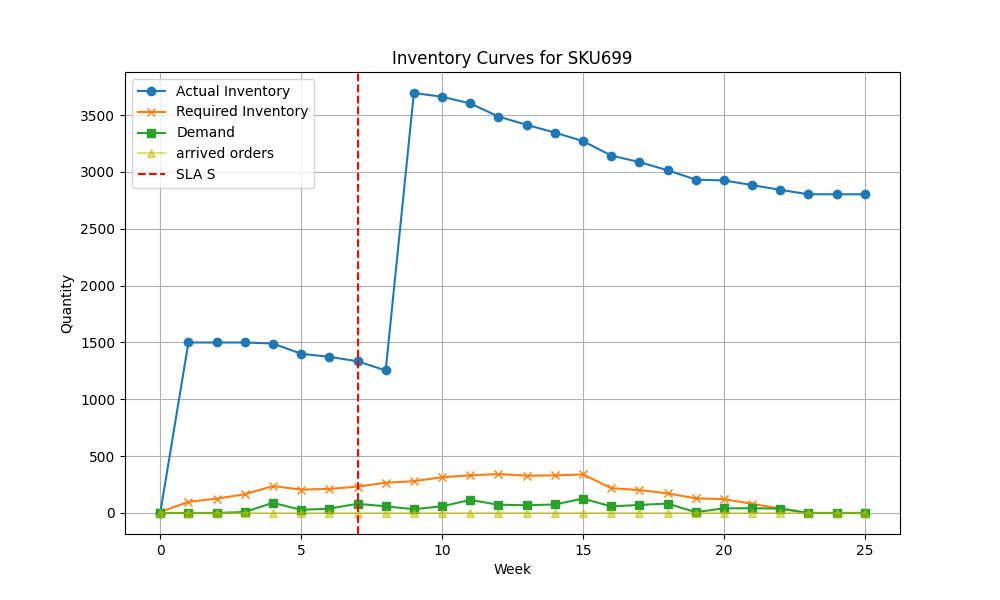 Inventory Curves for SKU699
Actual Inventory
Required Inventory
Demand
arrived orders
SLA S
Quantity
3500
3000
2500
2000
1500
1000
500
0
0 5 10 15 20 25
Week